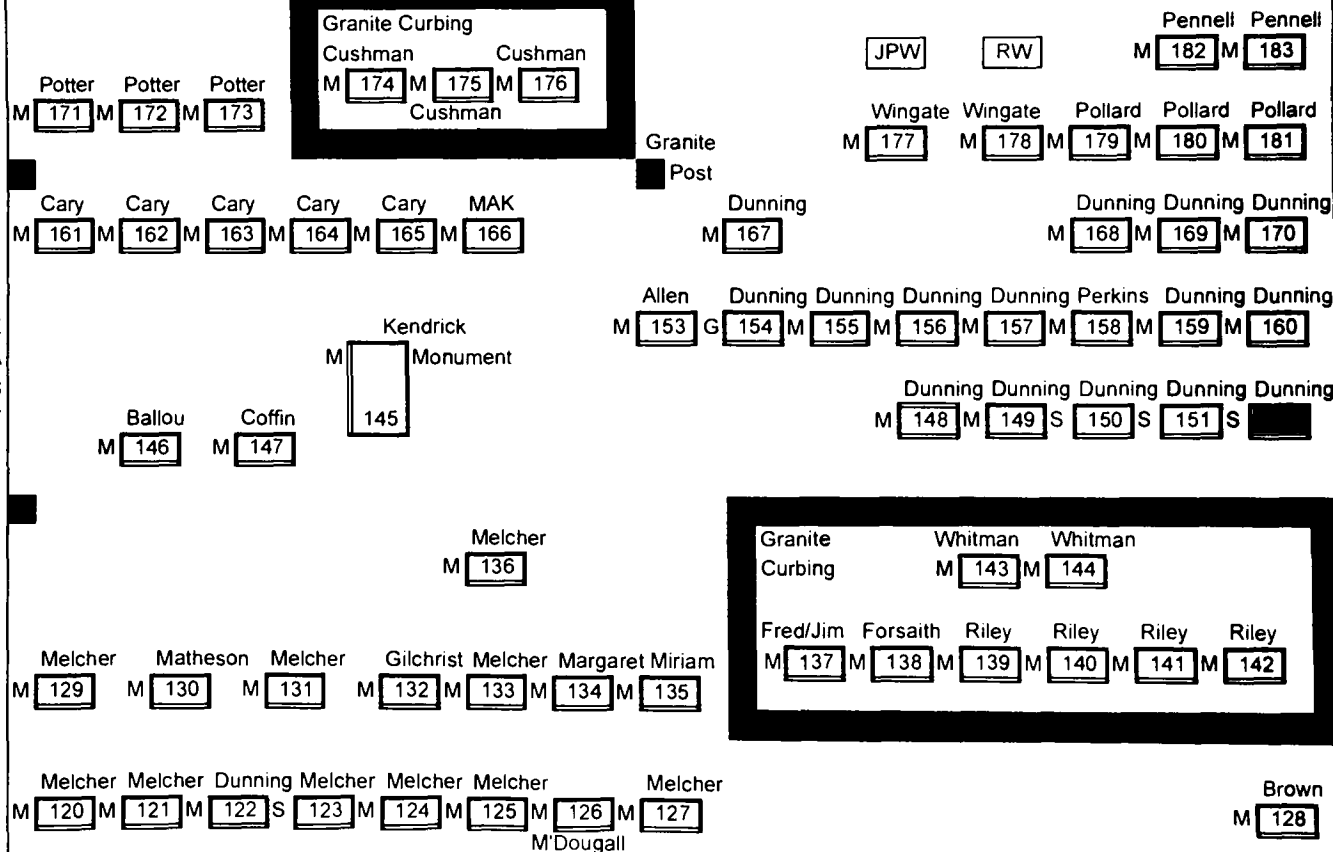 Granite Curbing
Pennell Pennell
Cushman Cushman
JPW RW M 182 M 183
M 174 M 175 M 176
Cushman
Potter Potter Potter
M 171 M 172 M 173
Wingate Wingate Pollard Pollard Pollard
M 177 M 178 M 179 M 180 M 181
Granite
Post
Cary Cary Cary Cary Cary MAK Dunning Dunning Dunning Dunning
M 161 M 162 M 163 M 164 M 165 M 166 M 167 M 168 M 169 M 170
Allen Dunning Dunning Dunning Dunning Perkins Dunning Dunning
M 153 G 154 M 155 M 156 M 157 M 158 M 159 M 160
Kendrick
M Monument
145
Dunning Dunning Dunning Dunning Dunning
M 148 M 149 S 150 S 151 S
Ballou Coffin
M 146 M 147
Melcher
M 136
Granite Whitman Whitman
Curbing M 143 M 144
Fred/Jim Forsaith Riley Riley Riley Riley
M 137 M 138 M 139 M 140 M 141 M 142
Melcher Matheson Melcher Gilchrist Melcher Margaret Miriam
M 129 M 130 M 131 M 132 M 133 M 134 M 135
Melcher Melcher Dunning Melcher Melcher Melcher Melcher
M 120 M 121 M 122 S 123 M 124 M 125 M 126 M 127
M'Dougall
Brown
M 128